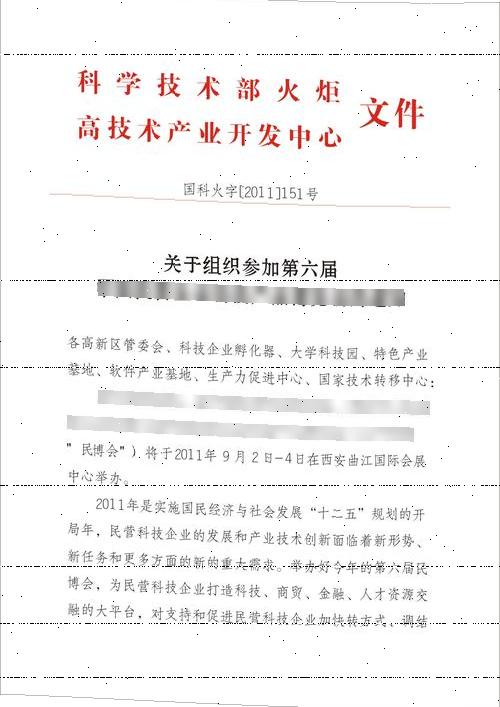 科学技术部火炬
高技术产业开发中心
文件
国科火字[2011]151号
关于组织参加第六届
各高新区管委会、科技企业孵化器、大学科技园、特色产业
基地、软件产业基地、生产力促进中心、国家技术转移中心：
"民博会"）将于2011年9月2日-4日在西安曲江国际会展
中心举办。
2011年是实施国民经济与社会发展“十二五”规划的开
局年，民营科技企业的发展和产业技术创新面临着新形势、
新任务和更多方面的新的重大需求。举办好今年的第六届民
博会，为民营科技企业打造科技、商贸、金融、人才资源交
融的大平台，对支持和促进民营科技企业加快转方式、调结